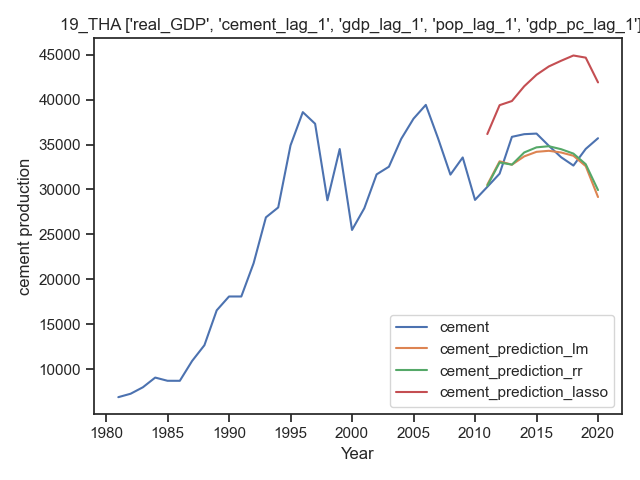 19_THA ['real_GDP', 'cement_lag_1', 'gdp_lag_1', 'pop_lag_1', 'gdp_pc_lag_1']
45000
40000
35000
30000
25000
20000
15000
10000
cement production
cement
cement_prediction_lm
cement_prediction_rr
cement_prediction_lasso
1980 1985 1990 1995 2000 2005 2010 2015 2020
Year